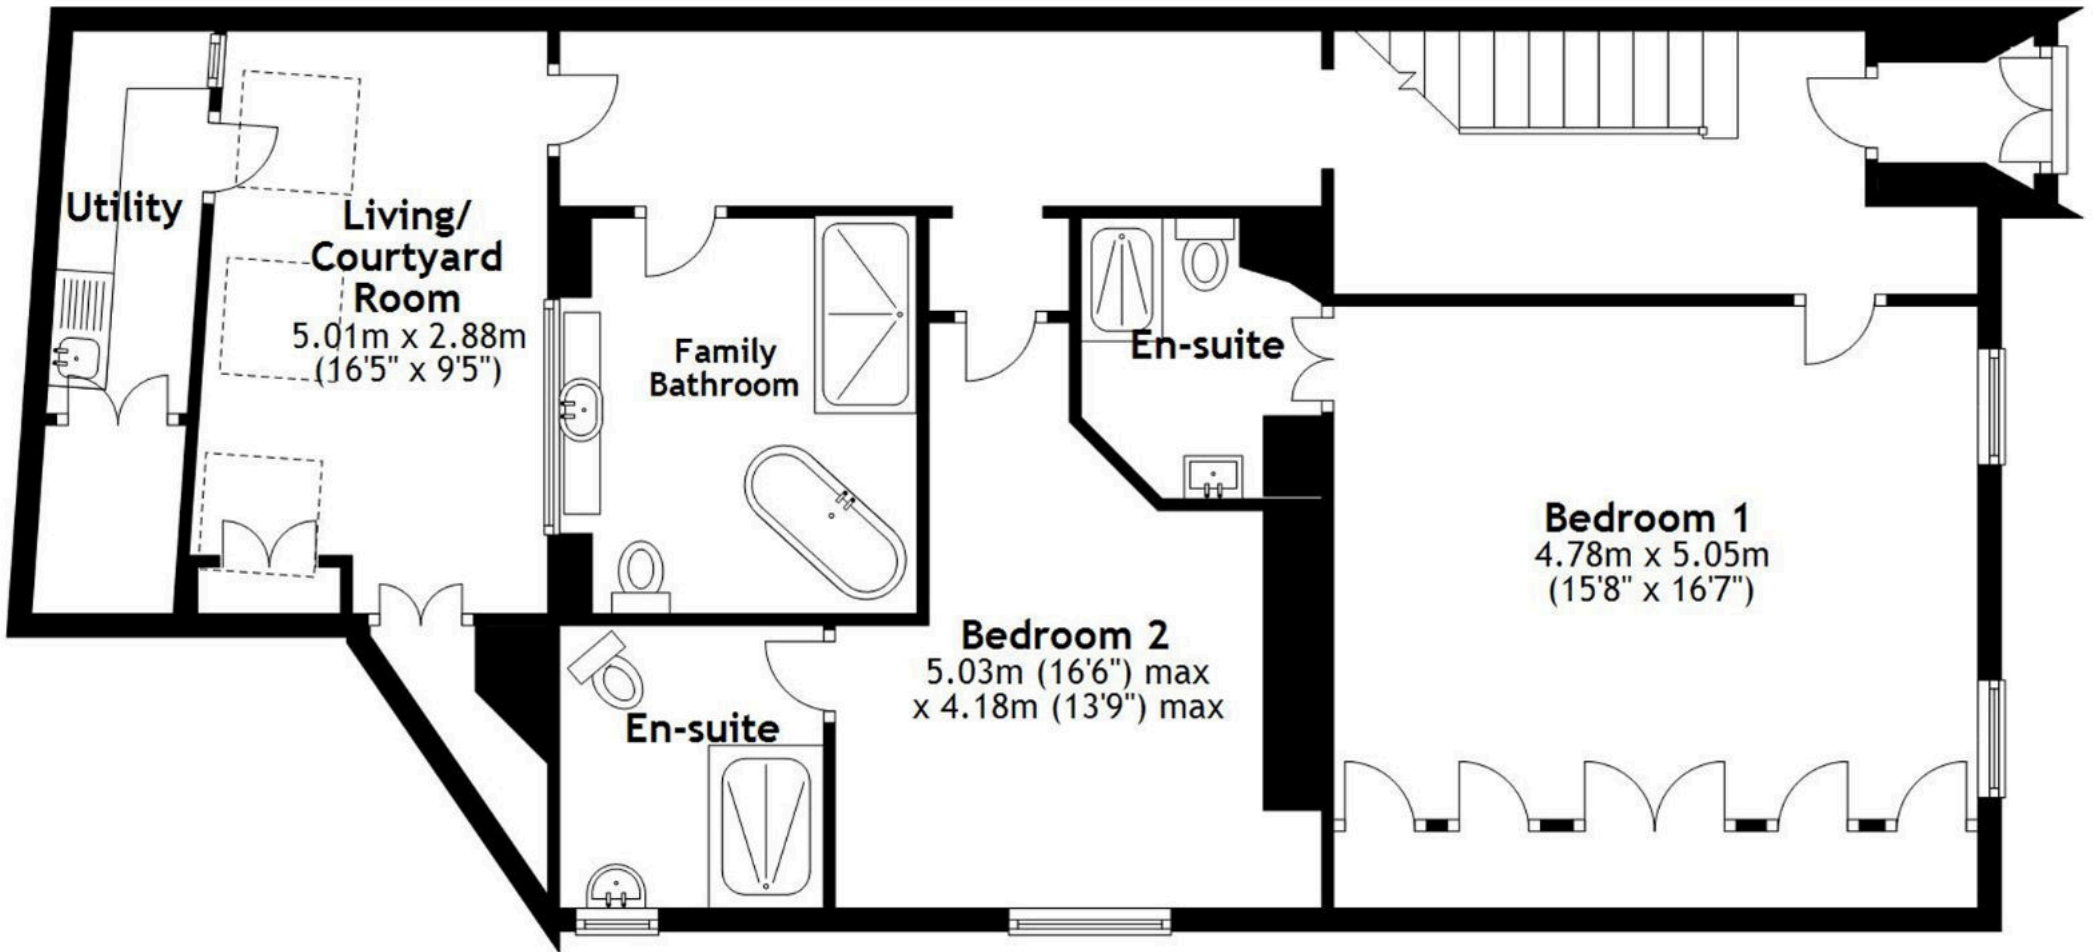 Utility
Living/
Courtyard
Room
5.01m x 2.88m
(16'5" x 9'5")
Family
Bathroom
En-suite
Bedroom 1
4.78m x 5.05m
(15'8" x 16'7")
Bedroom 2
5.03m (16'6") max
x 4.18m (13'9") max
En-suite